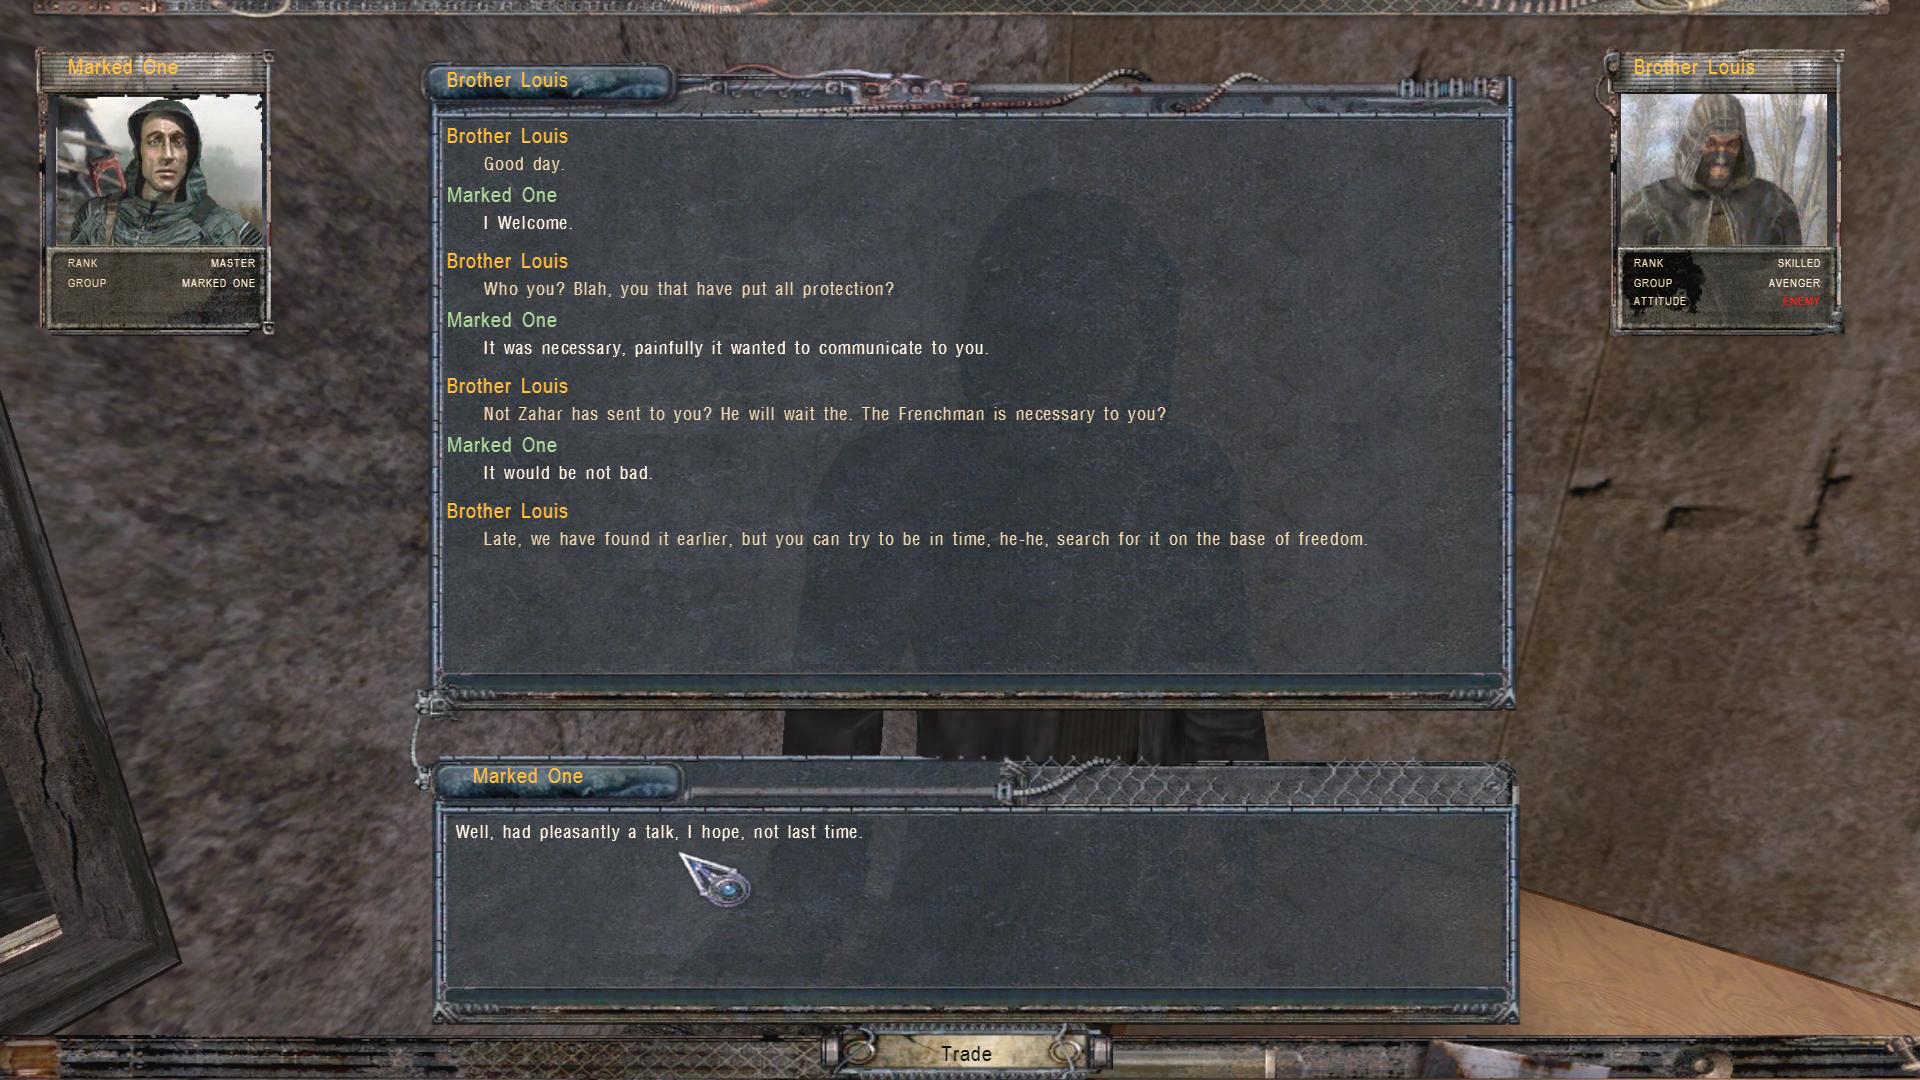 Marked One
RANK MASTER
GROUP MARKED ONE
Brother Louis
Brother Louis
Good day.
Marked One
I Welcome.
Brother Louis
Who you? Blah, you that have put all protection?
Marked One
It was necessary, painfully it wanted to communicate to you.
Brother Louis
Not Zahar has sent to you? He will wait the. The Frenchman is necessary to you?
Marked One
It would be not bad.
Brother Louis
Late, we have found it earlier, but you can try to be in time, he-he, search for it on the base of freedom.
Brother Louis
RANK SKILLED
GROUP AVENGER
ATTITUDE ENEMY
Marked One
Well, had pleasantly a talk, I hope, not last time.
Trade